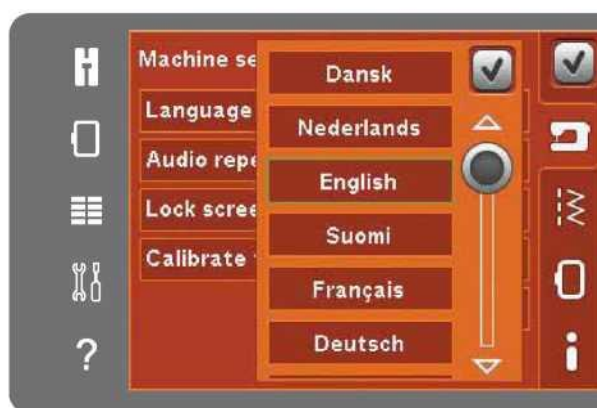 Machine se
Language
Audio repe
Lock scree
Calibrate
Dansk
Nederlands
English
Suomi
Français
Deutsch
?